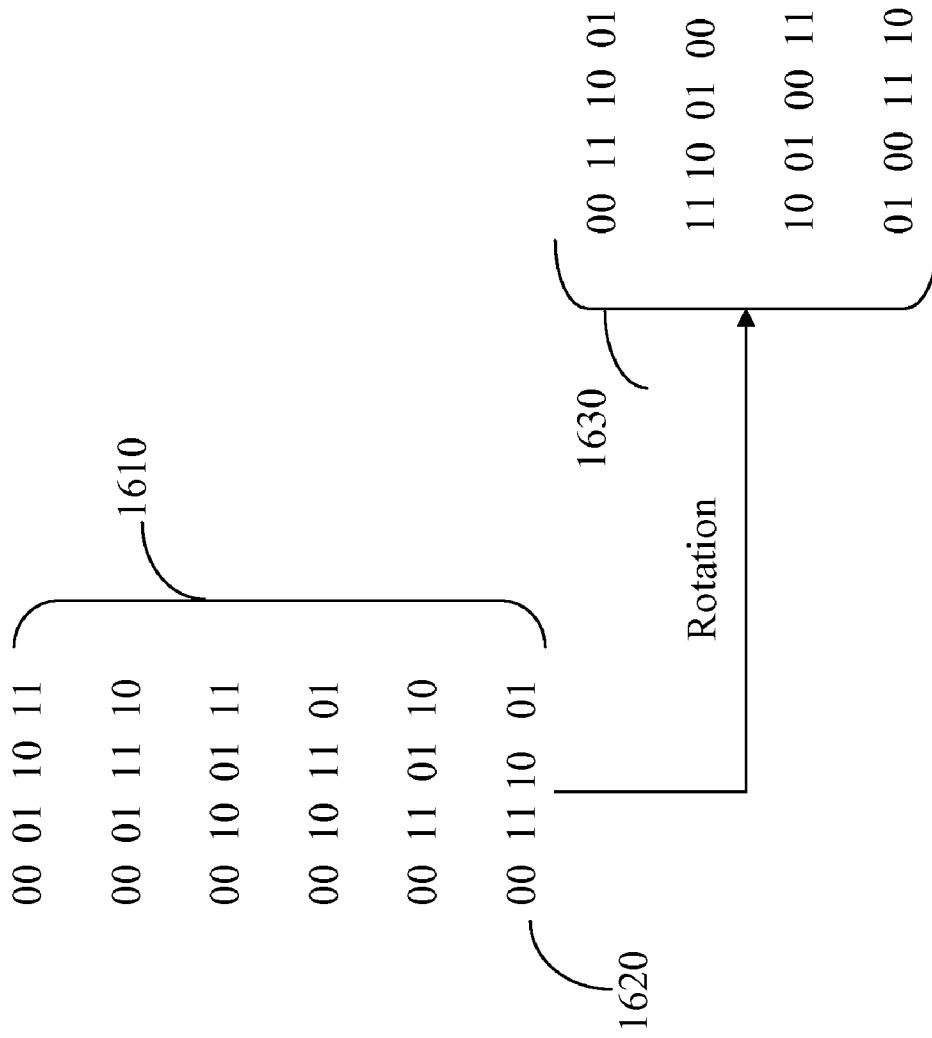 00 01 10 11
00 01 11 10
00 10 01 11
00 10 11 01
00 11 01 10
00 11 10 01
1610
1620
Rotation
1630
00 11 10 01
11 10 01 00
10 01 00 11
01 00 11 10